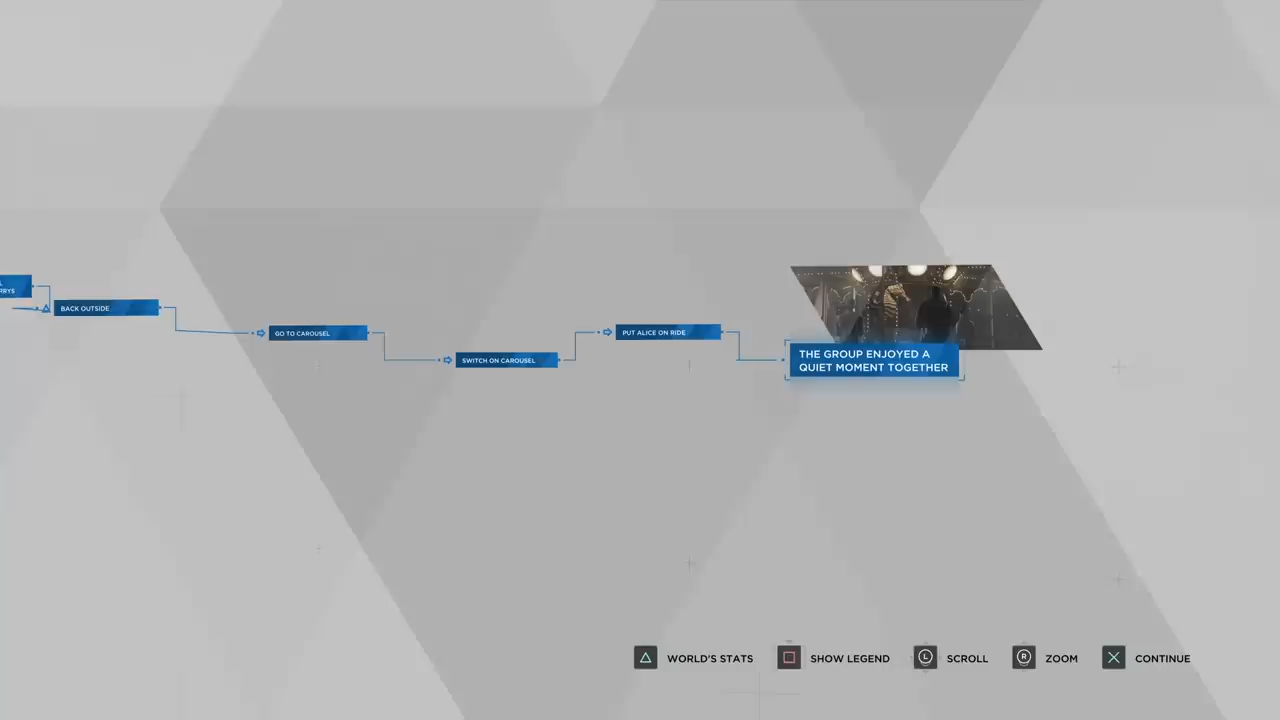 RRYS
BACK OUTSIDE
GO TO CAROUSEL
SWITCH ON CAROUSEL
PUT ALICE ON RIDE
THE GROUP ENJOYED A
QUIET MOMENT TOGETHER
WORLD'S STATS
SHOW LEGEND
L
SCROLL
R
ZOOM
CONTINUE